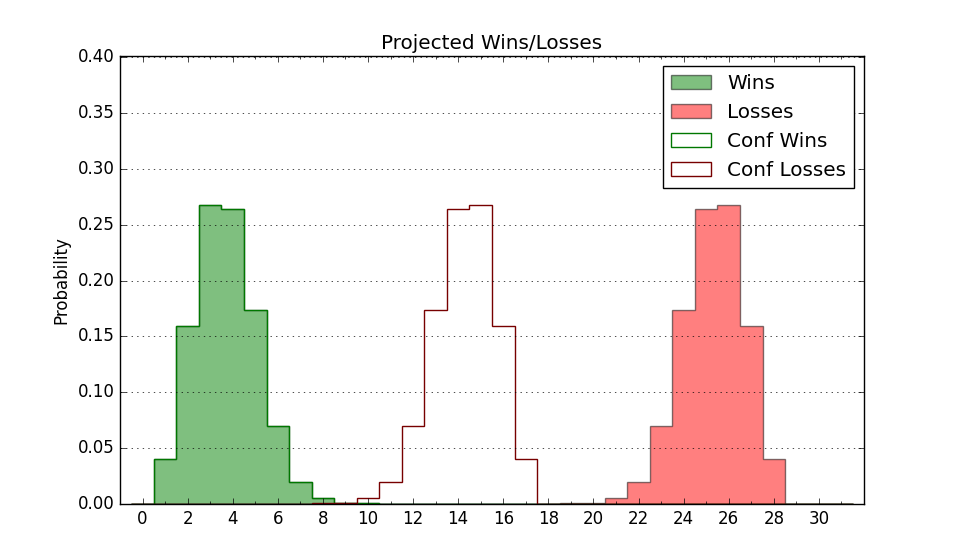 Projected Wins/Losses
0.40
0.35
0.30
0.25
0.20
0.15
0.10
0.05
0.00
Probability
Wins
Losses
Conf Wins
Conf Losses
0 2 4 6 8 10 12 14 16 18 20 22 24 26 28 30